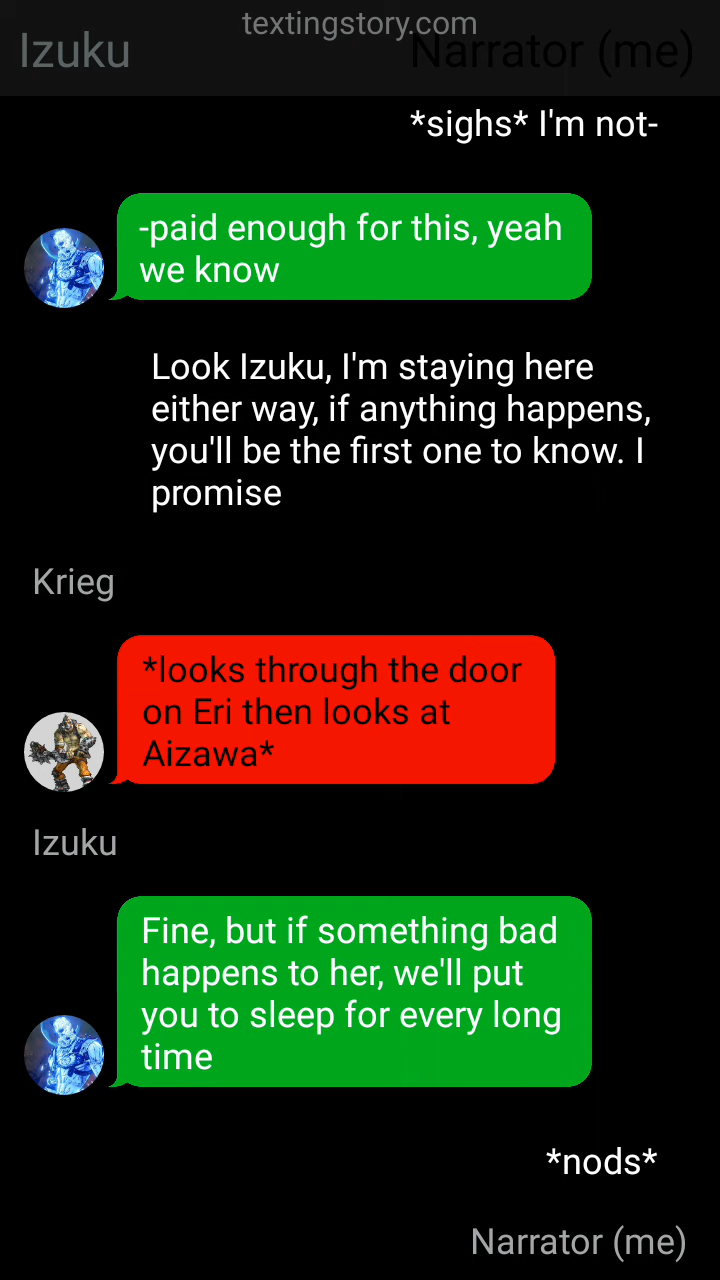 textingstory.com
Izuku
Narrator (me)
*sighs* I'm not-
-paid enough for this, yeah
we know
Look Izuku, I'm staying here
either way, if anything happens,
you'll be the first one to know. I
promise
Krieg
*looks through the door
on Eri then looks at
Aizawa*
Izuku
Fine, but if something bad
happens to her, we'll put
you to sleep for every long
time
*nods*
Narrator (me)